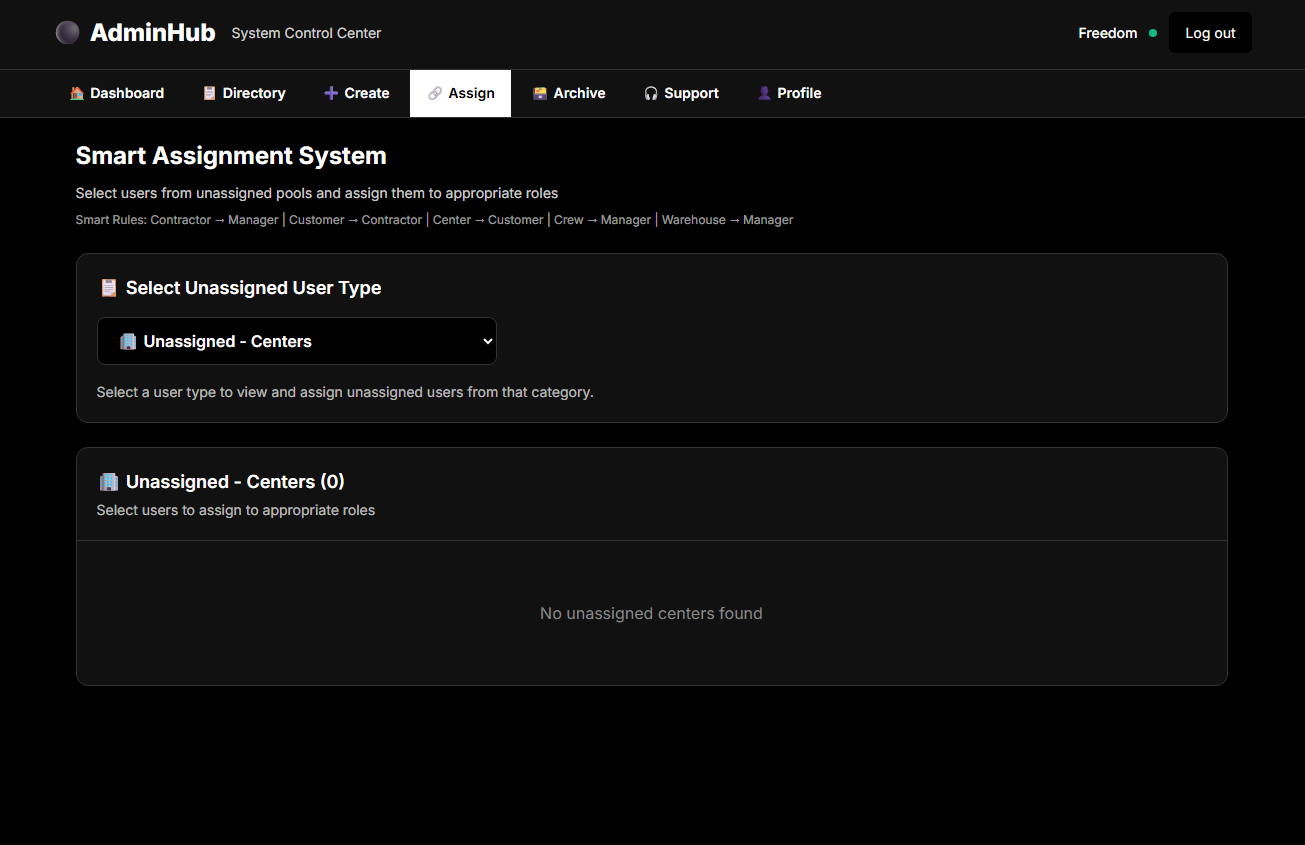 AdminHub System Control Center Freedom Log out
Dashboard Directory Create Assign Archive Support Profile
Smart Assignment System
Select users from unassigned pools and assign them to appropriate roles
Smart Rules: Contractor → Manager | Customer → Contractor | Center → Customer | Crew → Manager | Warehouse → Manager
Select Unassigned User Type
Unassigned - Centers
Select a user type to view and assign unassigned users from that category.
Unassigned - Centers (0)
Select users to assign to appropriate roles
No unassigned centers found